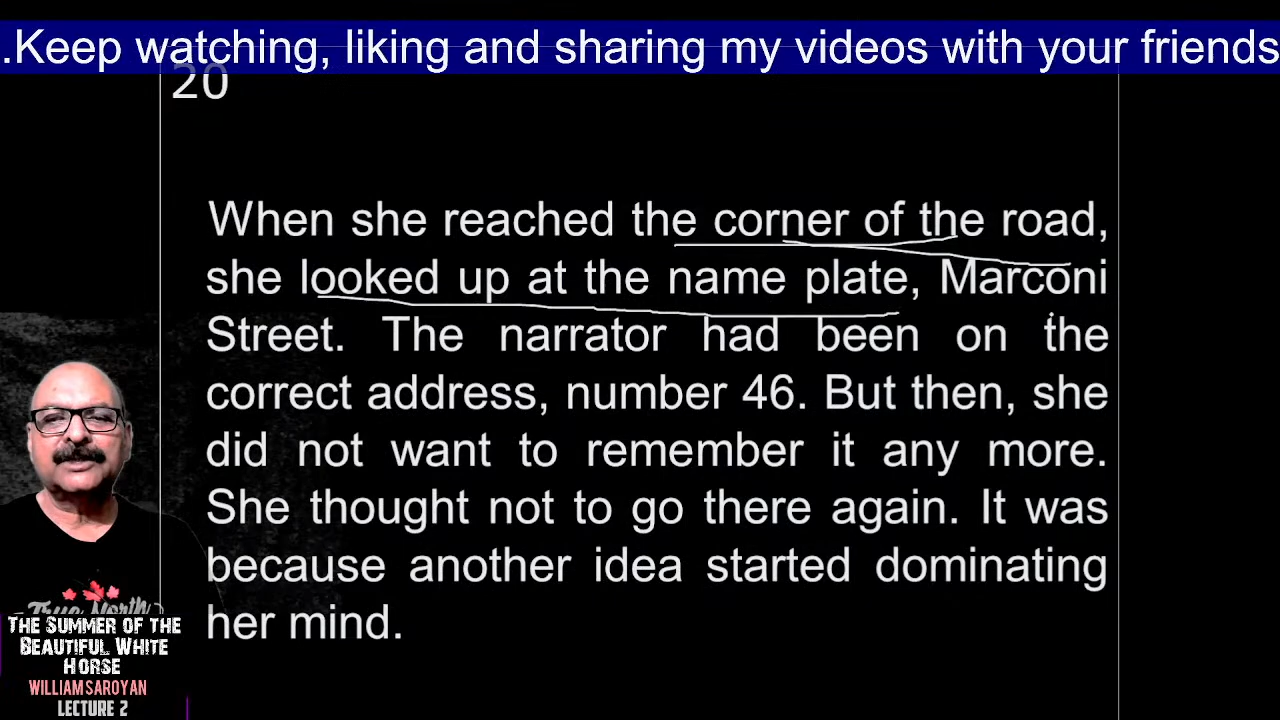 .Keep watching, liking and sharing my videos with your friends
20
When she reached the corner of the road,
she looked up at the name plate, Marconi
Street. The narrator had been on the
correct address, number 46. But then, she
did not want to remember it any more.
She thought not to go there again. It was
because another idea started dominating
her mind.
True North
The Summer of the
Beautiful White
Horse
William Saroyan
Lecture 2